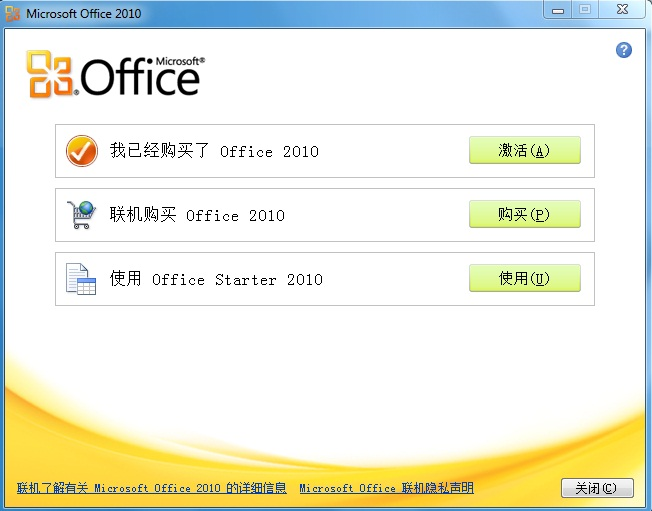 Microsoft Office 2010
Microsoft®
Office
我已经购买了 Office 2010
激活(A)
联机购买 Office 2010
购买(P)
使用 Office Starter 2010
使用(U)
联机了解有关 Microsoft Office 2010 的详细信息 Microsoft Office 联机隐私声明
关闭(C)